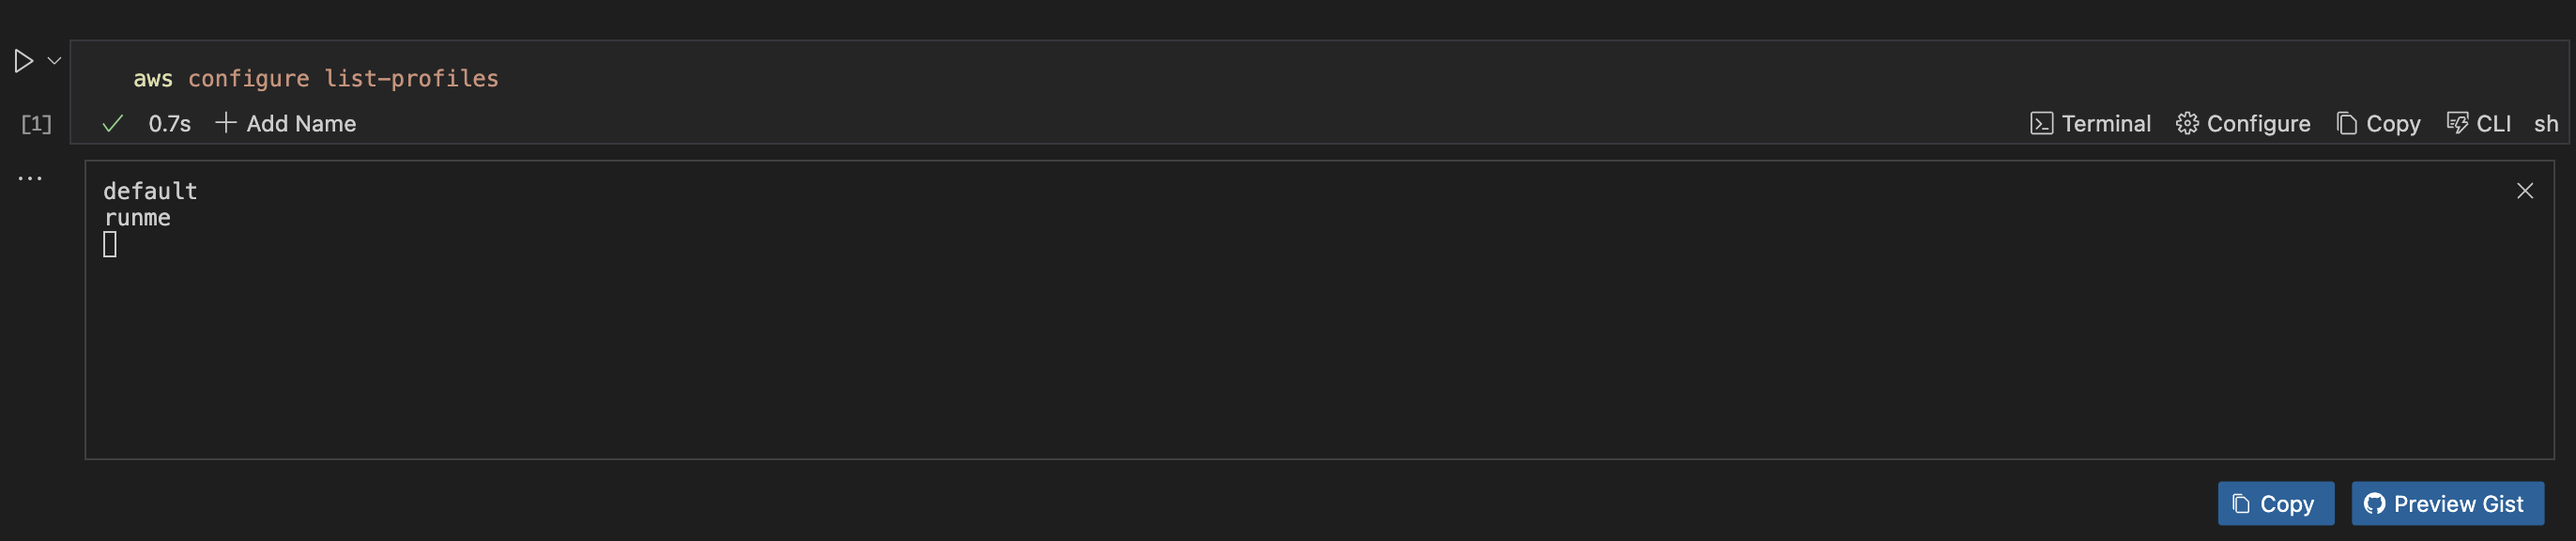 aws configure list-profiles
[1] 0.7s Add Name Terminal Configure Copy CLI sh
default
runme
Copy Preview Gist